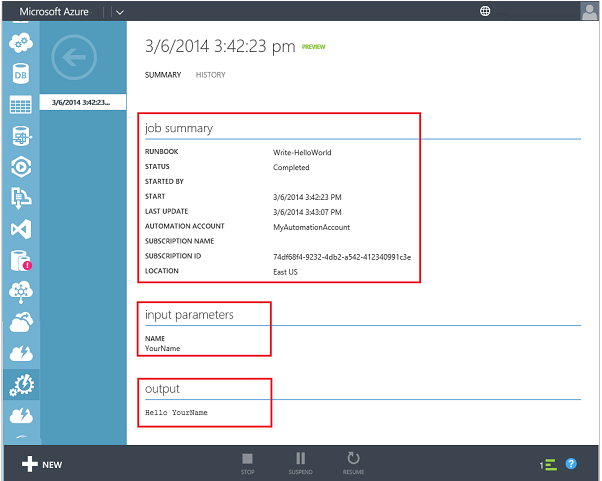 Microsoft Azure
3/6/2014 3:42:23 pm PREVIEW
SUMMARY HISTORY
DB
3/6/2014 3:42:23...
job summary
RUNBOOK Write-HelloWorld
STATUS Completed
STARTED BY
START 3/6/2014 3:42:23 PM
LAST UPDATE 3/6/2014 3:43:07 PM
AUTOMATION ACCOUNT MyAutomationAccount
SUBSCRIPTION NAME
SUBSCRIPTION ID 74df68f4-9232-4db2-a542-412340991c3e
LOCATION East US
input parameters
NAME
YourName
output
Hello YourName
NEW
STOP SUSPEND RESUME
1 ?